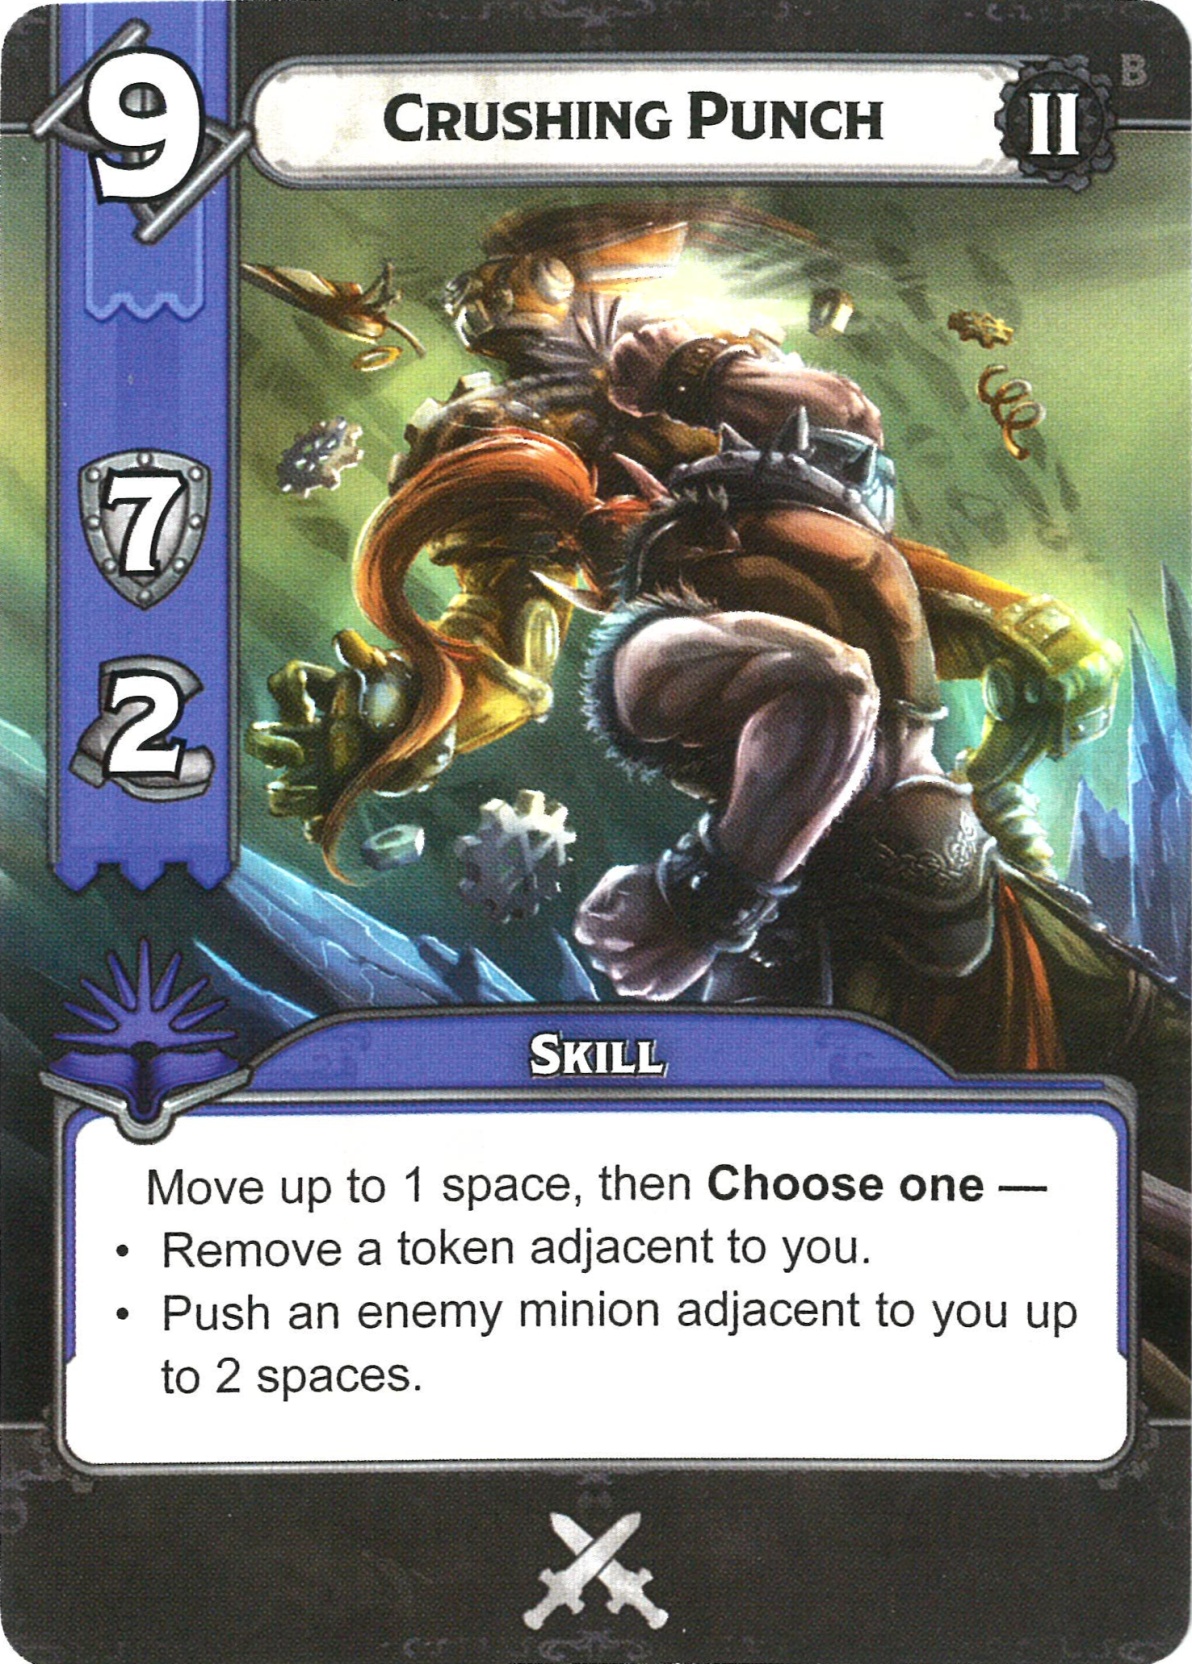 9
CRUSHING PUNCH
II
B
7
2
SKILL
Move up to 1 space, then Choose one —
• Remove a token adjacent to you.
• Push an enemy minion adjacent to you up
to 2 spaces.